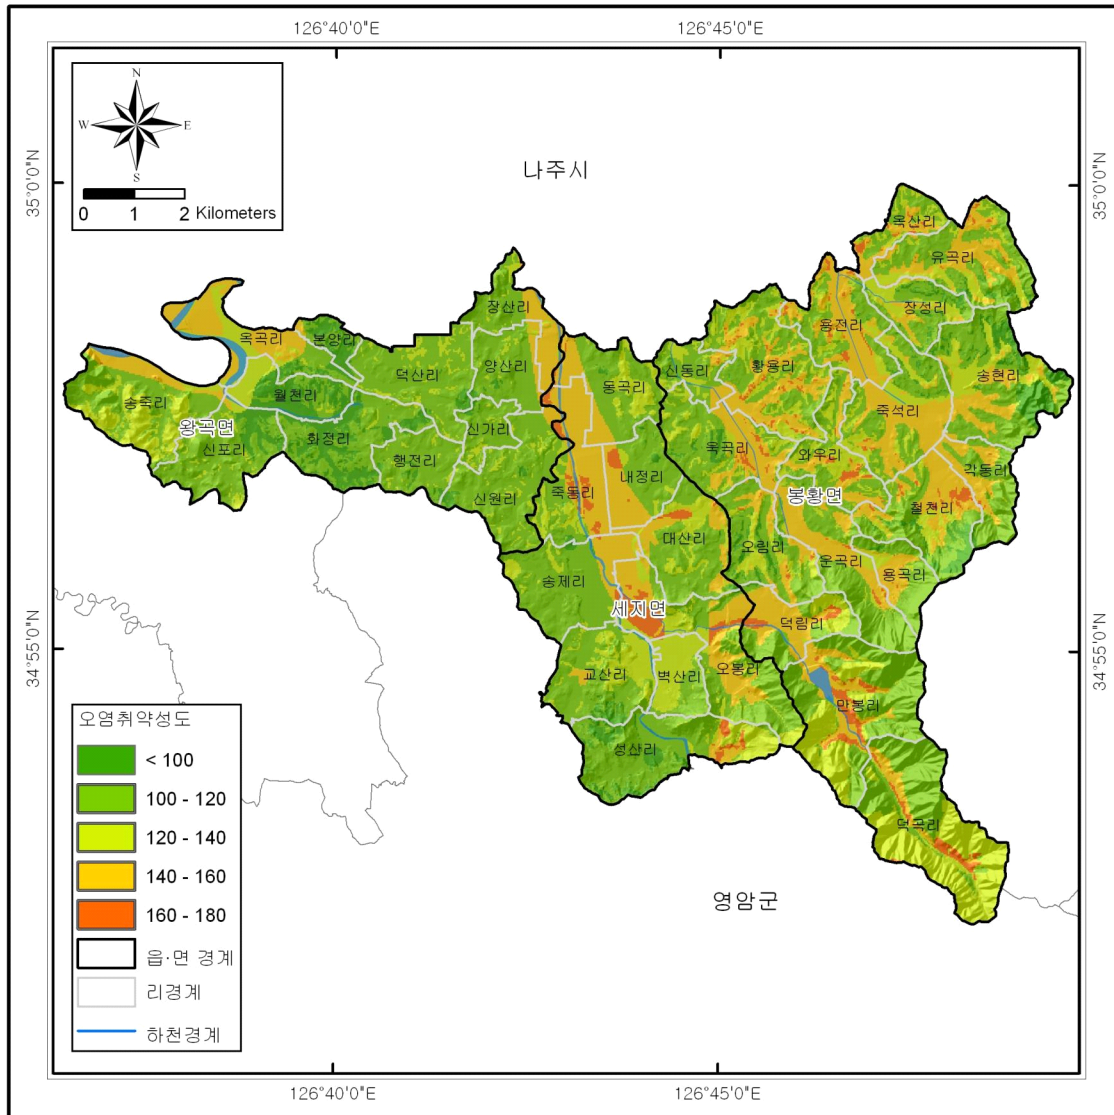 126°40'0"E
126°45'0"E
N
W
E
S
0
1
2 Kilometers
35°0'0"N
35°0'0"N
나주시
옥산리
유곡리
장성리
용전리
송현리
죽석리
황용리
신동리
와우리
욱곡리
각동리
철천리
봉황면
오림리
운곡리
용곡리
덕림리
만봉리
덕곡리
장산리
양산리
동곡리
옥곡리
봉양리
덕산리
월천리
송죽리
왕곡면
신포리
화정리
신가리
행전리
신원리
죽동리
내정리
대산리
송제리
세지면
교산리
벽산리
오봉리
성산리
34°55'0"N
34°55'0"N
영암군
오염취약성도
< 100
100 - 120
120 - 140
140 - 160
160 - 180
읍·면 경계
리경계
하천경계
126°40'0"E
126°45'0"E